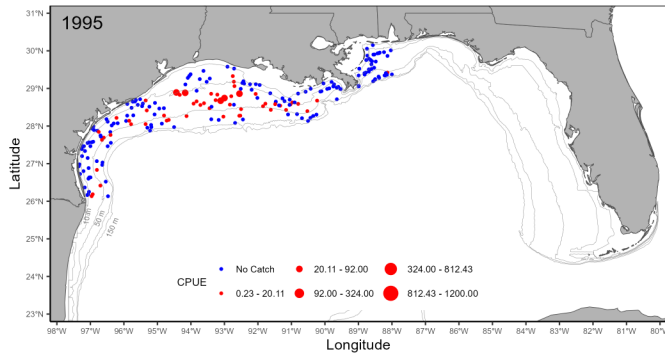 1995
31°N
30°N
29°N
28°N
27°N
26°N
25°N
24°N
23°N
Latitude
10 m
50 m
150 m
CPUE
No Catch
20.11 - 92.00
324.00 - 812.43
0.23 - 20.11
92.00 - 324.00
812.43 - 1200.00
98°W 97°W 96°W 95°W 94°W 93°W 92°W 91°W 90°W 89°W 88°W 87°W 86°W 85°W 84°W 83°W 82°W 81°W 80°W
Longitude